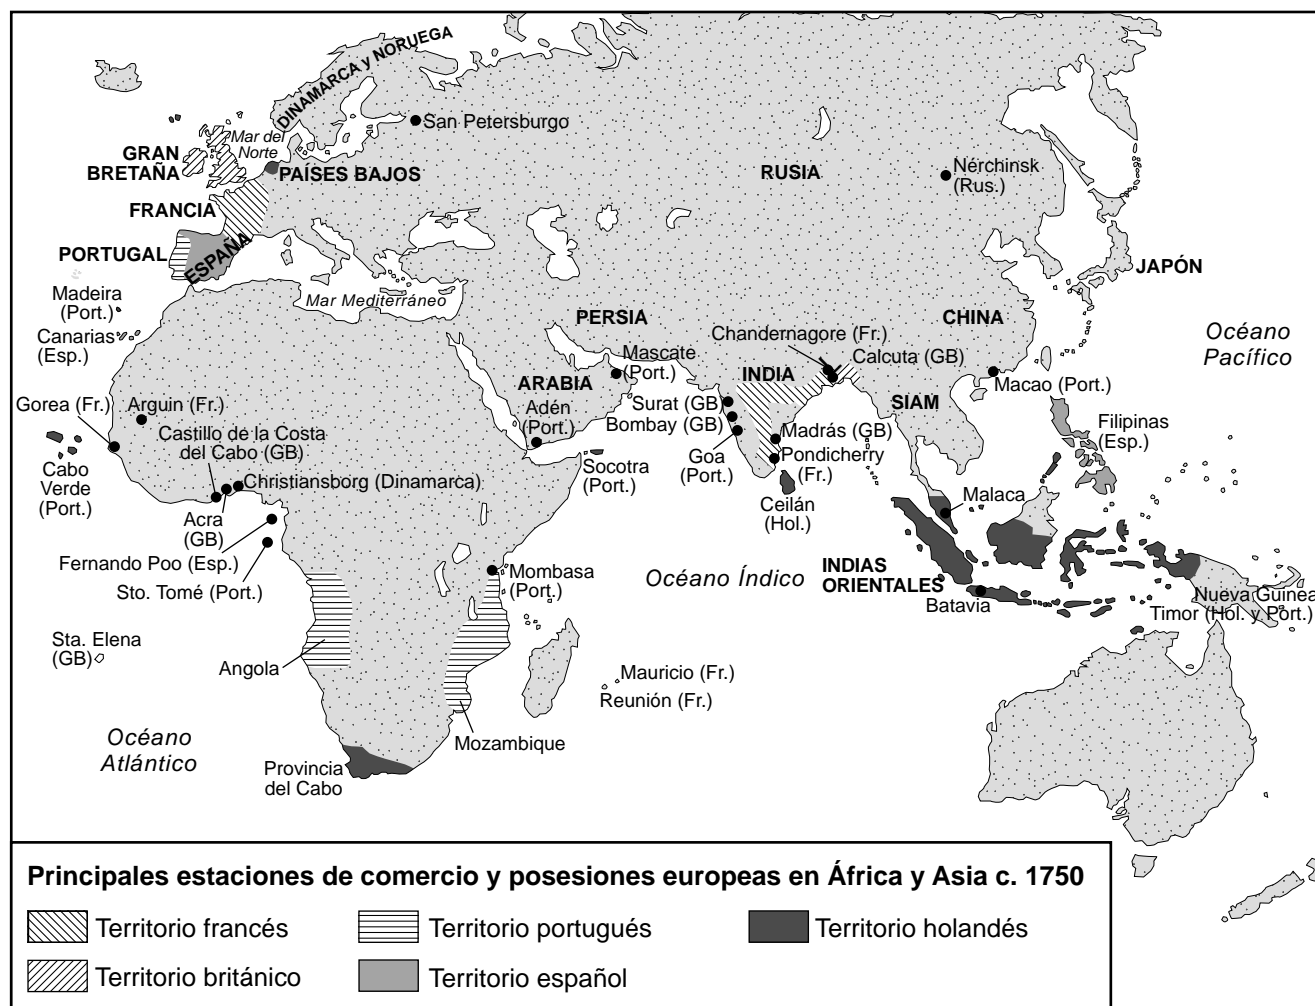 DINAMARCA y NORUEGA
San Petersburgo
Mar del
Norte
GRAN
BRETAÑA
PAÍSES BAJOS
RUSIA
Nérchinsk
(Rus.)
FRANCIA
PORTUGAL
ESPAÑA
JAPÓN
Madeira
(Port.)
Mar Mediterráneo
Canarias
(Esp.)
PERSIA
CHINA
Océano
Pacífico
Chandernagore (Fr.)
Calcuta (GB)
Mascate
(Port.)
ARABIA
INDIA
Macao (Port.)
Adén
(Port.)
Surat (GB)
Bombay (GB)
SIAM
Gorea (Fr.)
Arguin (Fr.)
Castillo de la Costa
del Cabo (GB)
Filipinas
(Esp.)
Madrás (GB)
Goa
(Port.)
Pondicherry
(Fr.)
Cabo
Verde
(Port.)
Socotra
(Port.)
Christiansborg (Dinamarca)
Ceilán
(Hol.)
Malaca
Acra
(GB)
Fernando Poo (Esp.)
Sto. Tomé (Port.)
Mombasa
(Port.)
Océano Índico
INDIAS
ORIENTALES
Batavia
Nueva Guinea
Timor (Hol. y Port.)
Sta. Elena
(GB)
Angola
Mauricio (Fr.)
Reunión (Fr.)
Mozambique
Océano
Atlántico
Provincia
del Cabo
Principales estaciones de comercio y posesiones europeas en África y Asia c. 1750
Territorio francés
Territorio portugués
Territorio holandés
Territorio británico
Territorio español